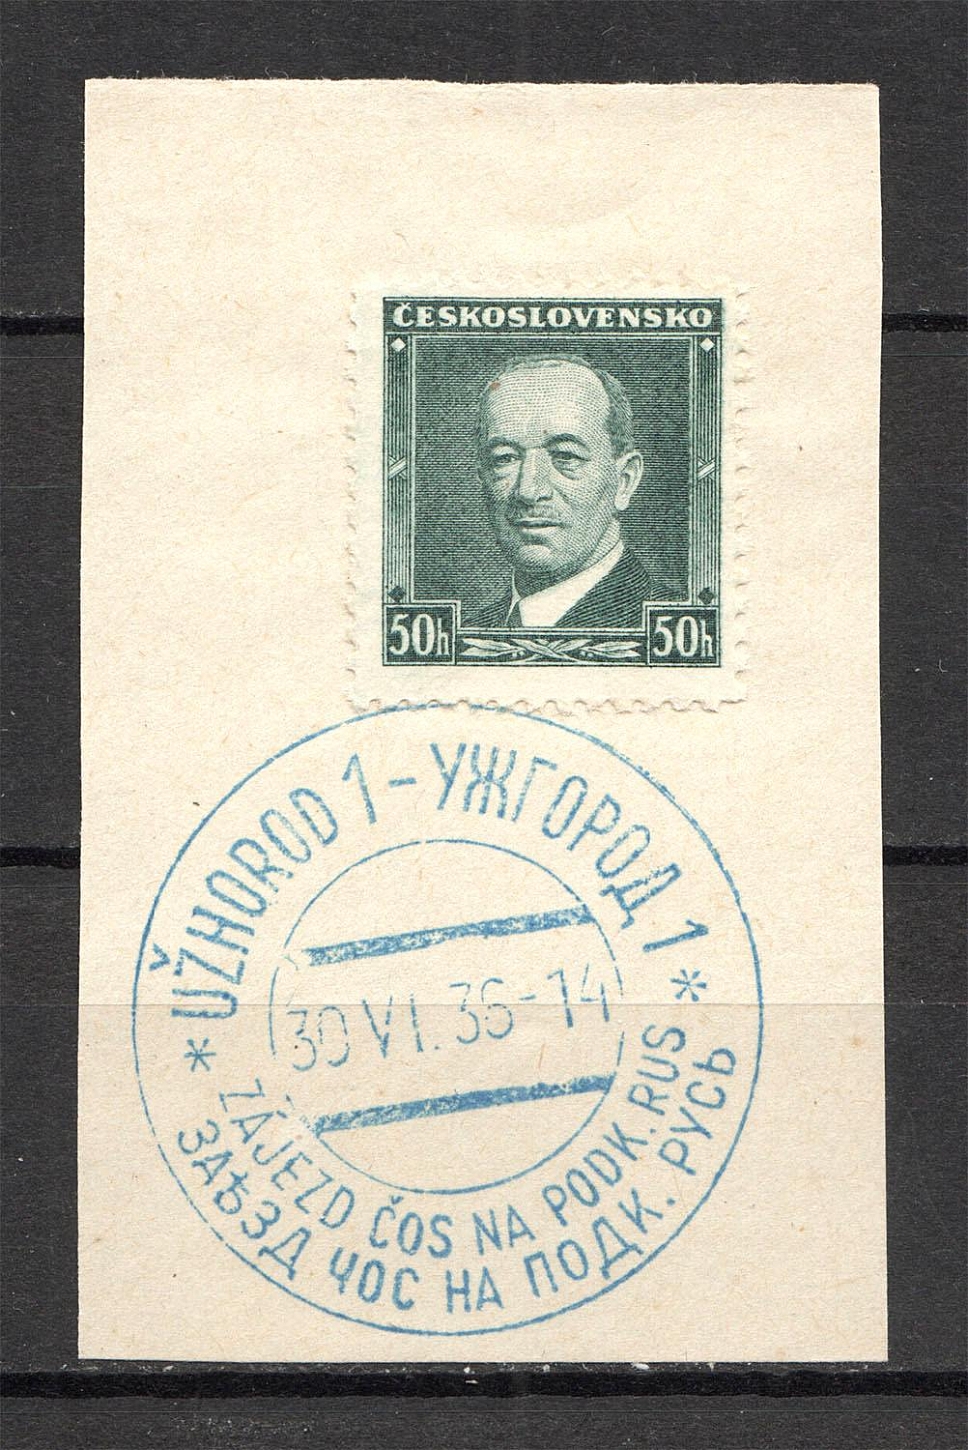 ČESKOSLOVENSKO
50h 50h
UŽHOROD 1 - УЖГОРОД 1
30 VI. 36-14
* ZÁJEZD ČOS NA PODK. RUS *
ЗАѢЗД ЧОС НА ПОДК. РУСЬ